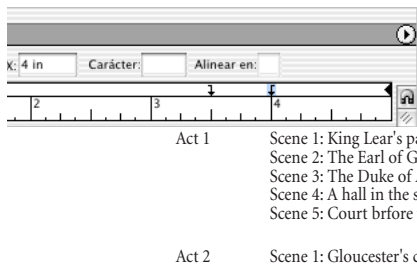 X: 4 in Carácter: Alinear en:
2 3 4
Act 1 Scene 1: King Lear's pa
Scene 2: The Earl of G
Scene 3: The Duke of
Scene 4: A hall in the s
Scene 5: Court brfore
Act 2 Scene 1: Gloucester's c